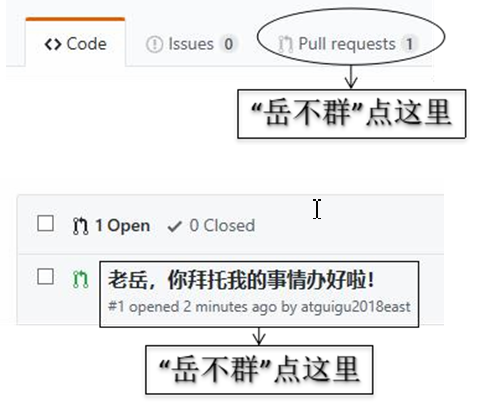 Code Issues 0 Pull requests 1
“岳不群”点这里
1 Open 0 Closed
老岳，你拜托我的事情办好啦！
#1 opened 2 minutes ago by atguigu2018east
“岳不群”点这里